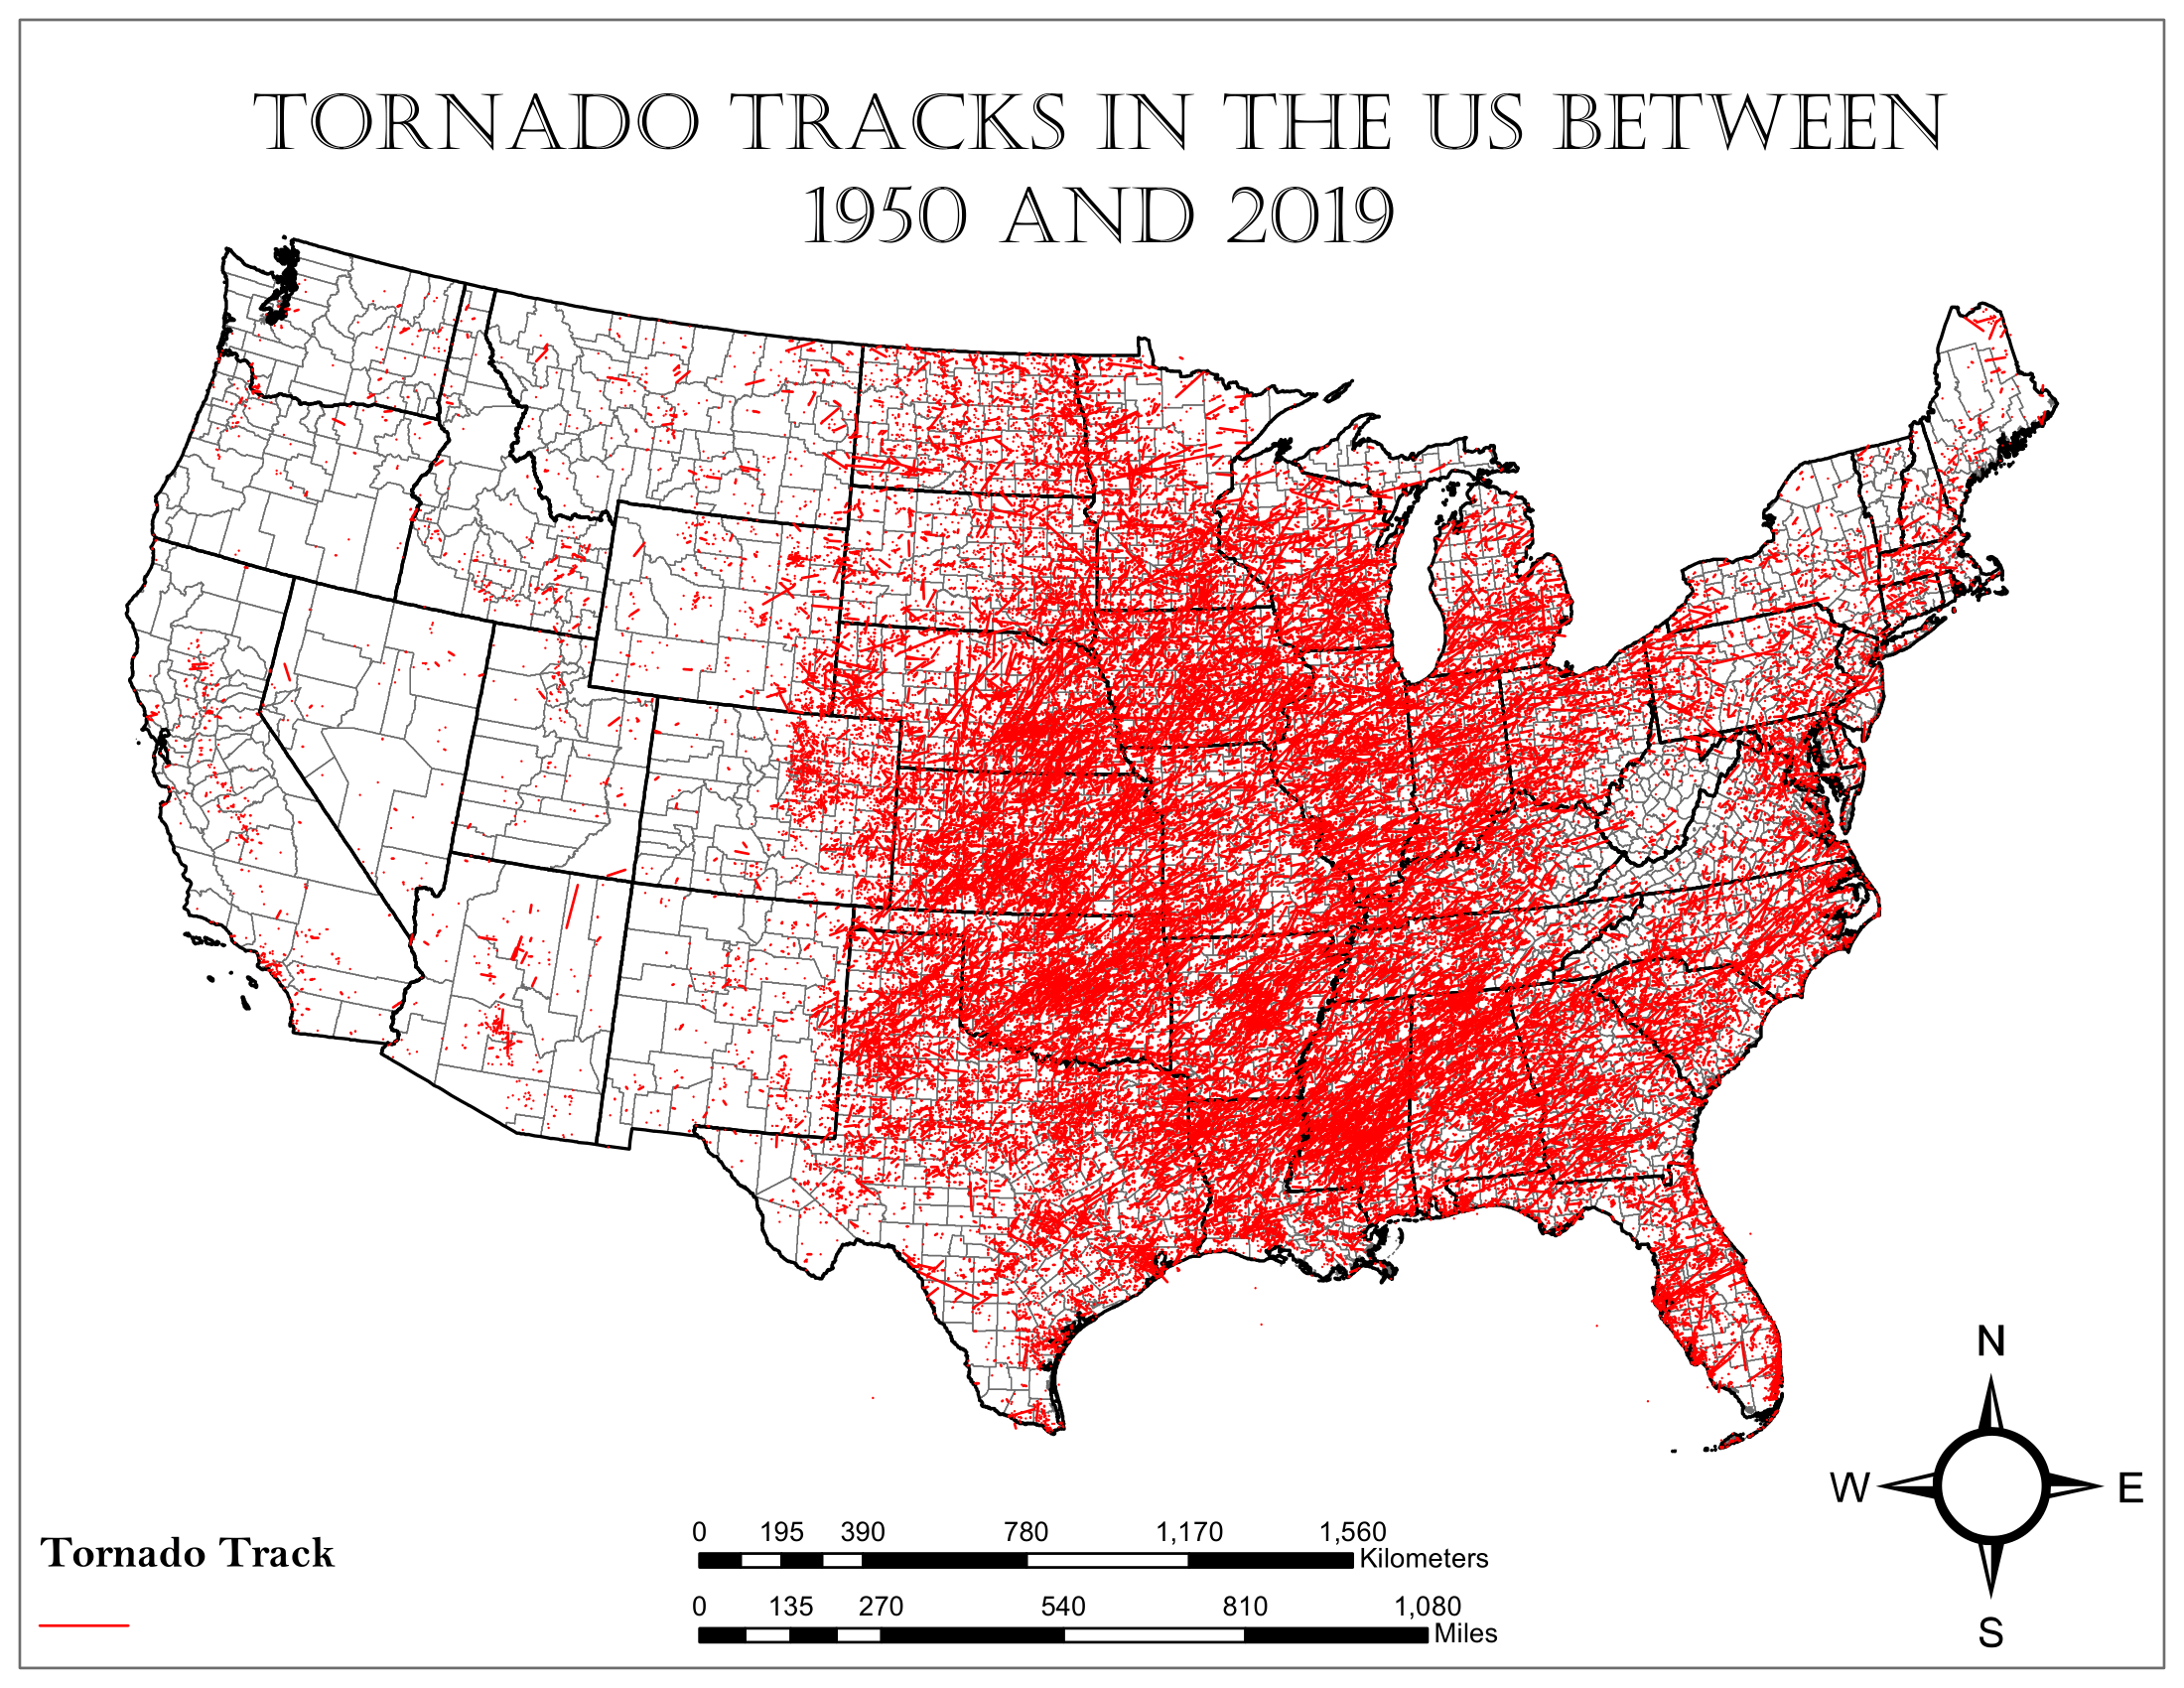 TORNADO TRACKS IN THE US BETWEEN
1950 AND 2019
N
W E
S
Tornado Track
0 195 390 780 1,170 1,560
Kilometers
0 135 270 540 810 1,080
Miles